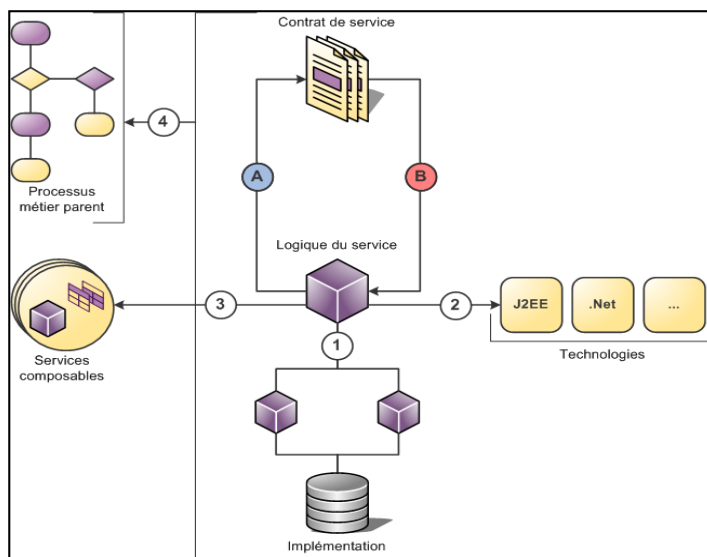 Contrat de service
4
A
B
Processus
métier parent
Logique du service
3
2
J2EE
.Net
...
1
Services
composables
Technologies
Implémentation